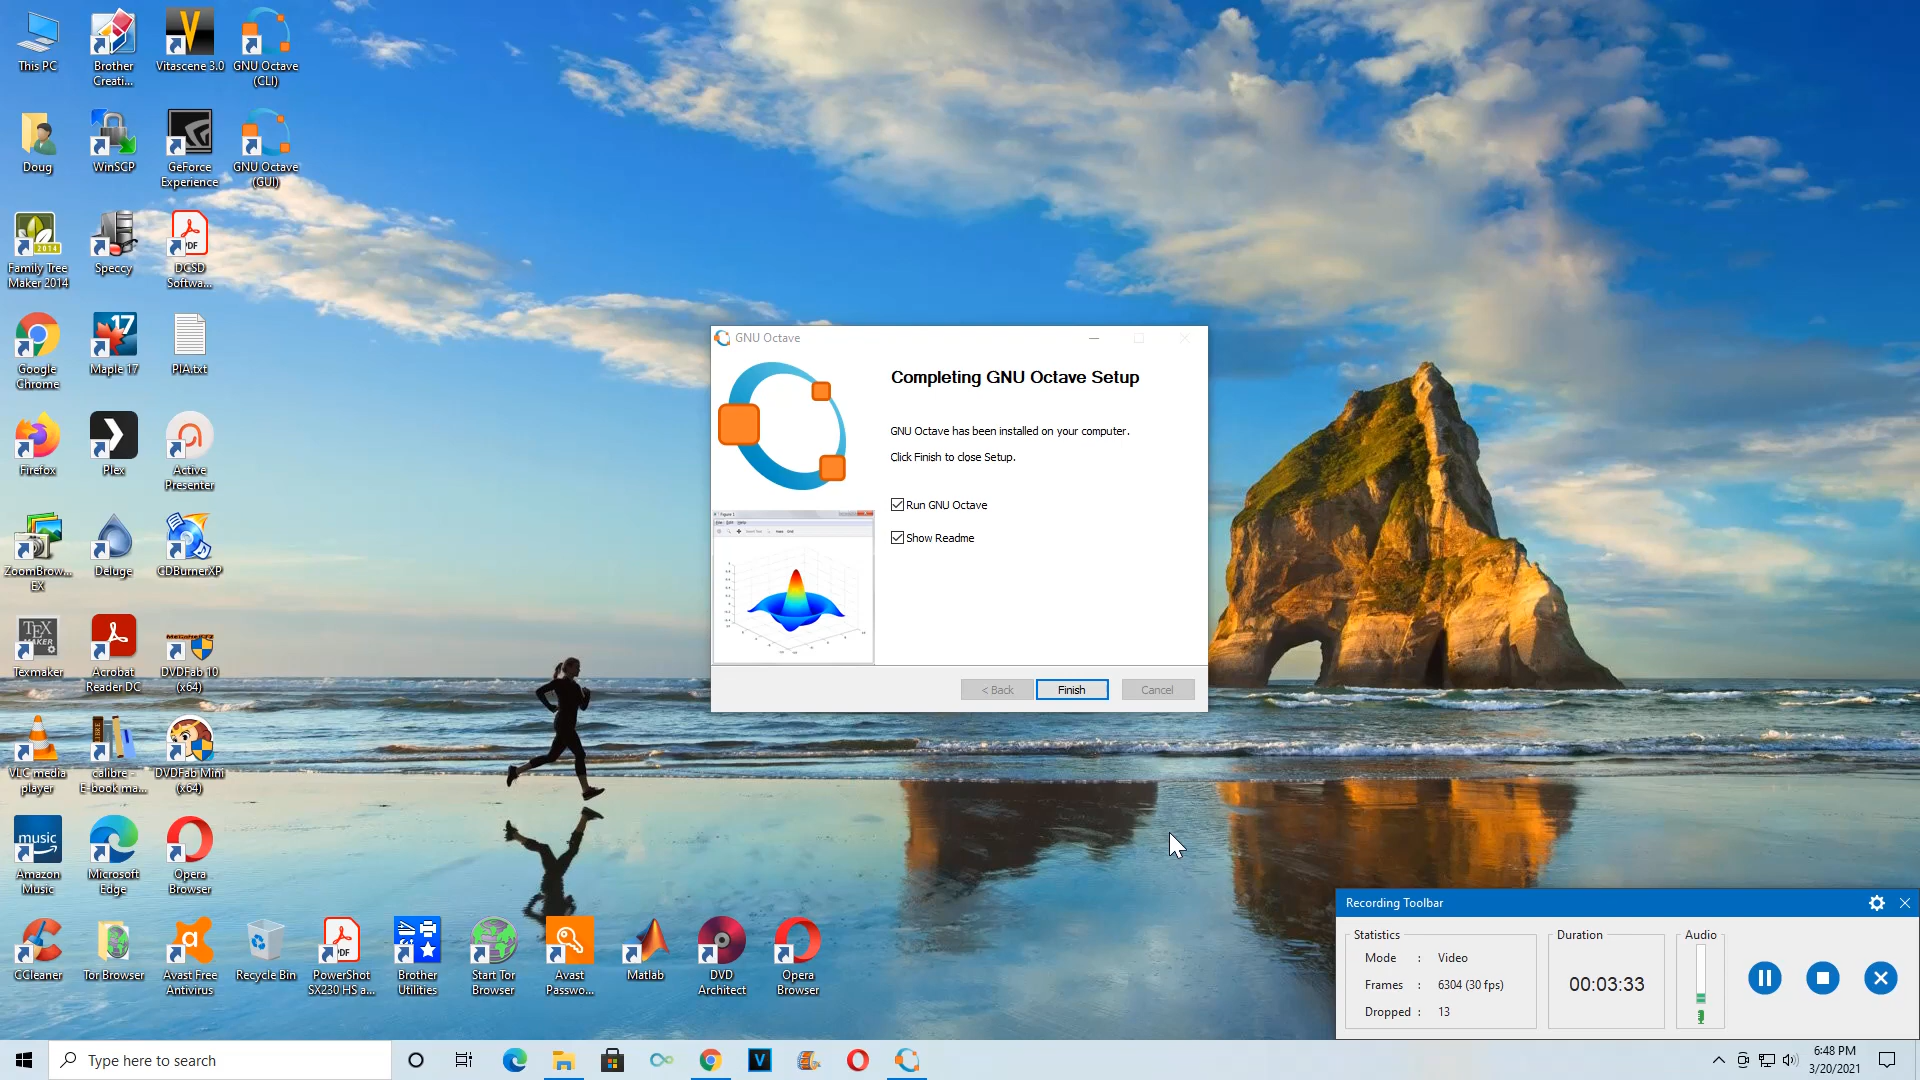 This PC
Brother
Creati...
Vitascene 3.0
GNU Octave
(CLI)
Doug
WinSCP
GeForce
Experience
GNU Octave
(GUI)
Family Tree
Maker 2014
Speccy
DCSD
Softwa...
Google
Chrome
Maple 17
PIA.txt
Firefox
Plex
Active
Presenter
ZoomBrow...
EX
Deluge
CDBurnerXP
Texmaker
Acrobat
Reader DC
DVDFab 10
(x64)
VLC media
player
calibre -
E-book ma...
DVDFab Mini
(x64)
music
Amazon
Music
Microsoft
Edge
Opera
Browser
CCleaner
Tor Browser
Avast Free
Antivirus
Recycle Bin
PowerShot
SX230 HS a...
Brother
Utilities
Start Tor
Browser
Avast
Passwo...
Matlab
DVD
Architect
Opera
Browser
GNU Octave
Completing GNU Octave Setup
GNU Octave has been installed on your computer.
Click Finish to close Setup.
Run GNU Octave
Show Readme
< Back
Finish
Cancel
Recording Toolbar
Statistics
Mode : Video
Frames : 6304 (30 fps)
Dropped : 13
Duration
00:03:33
Audio
Type here to search
6:48 PM
3/20/2021